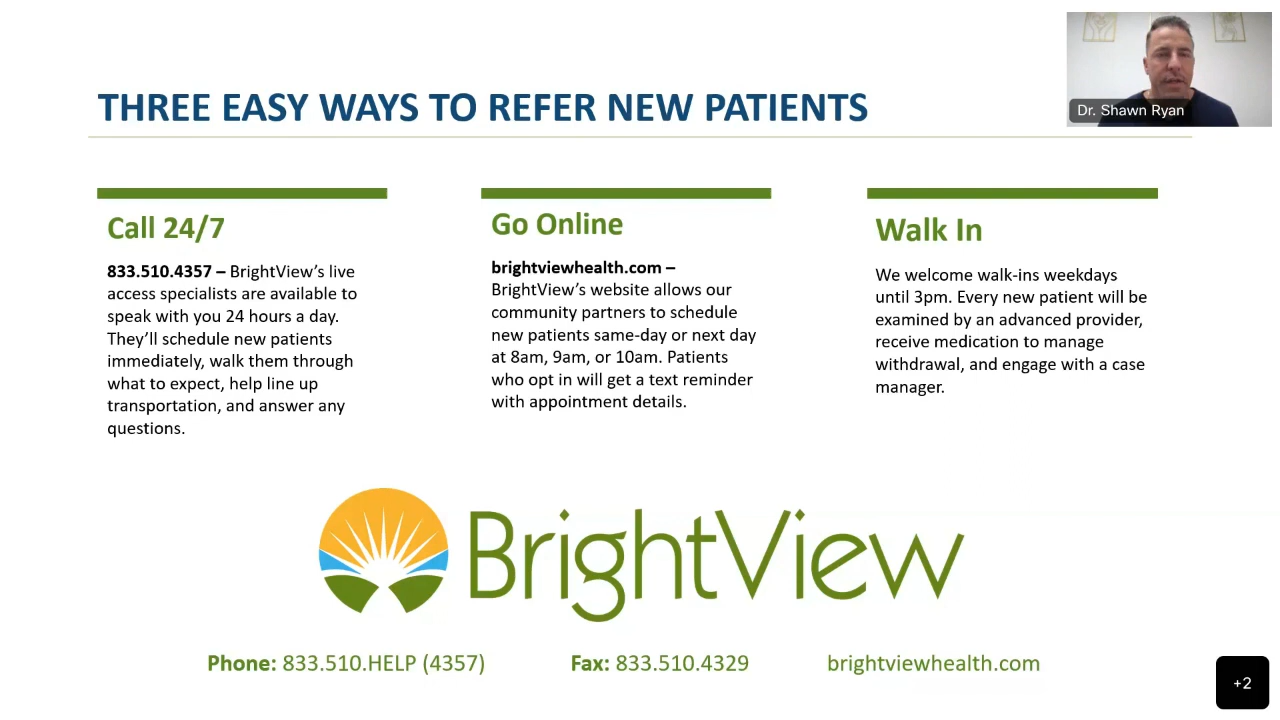 THREE EASY WAYS TO REFER NEW PATIENTS
Dr. Shawn Ryan
Call 24/7
833.510.4357 – BrightView’s live
access specialists are available to
speak with you 24 hours a day.
They’ll schedule new patients
immediately, walk them through
what to expect, help line up
transportation, and answer any
questions.
Go Online
brightviewhealth.com –
BrightView’s website allows our
community partners to schedule
new patients same-day or next day
at 8am, 9am, or 10am. Patients
who opt in will get a text reminder
with appointment details.
Walk In
We welcome walk-ins weekdays
until 3pm. Every new patient will be
examined by an advanced provider,
receive medication to manage
withdrawal, and engage with a case
manager.
BrightView
Phone: 833.510.HELP (4357)
Fax: 833.510.4329
brightviewhealth.com
+2